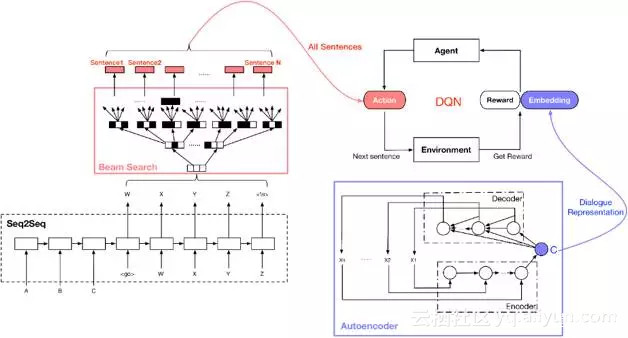 Sentence1
Sentence2
......
Sentence N
All Sentences
......
......
Beam Search
W
X
Y
Z
Seq2Seq
<go>
W
X
Y
Z
A
B
C
Agent
Action
DQN
Reward
Embedding
Next sentence
Environment
Get Reward
Decoder
X2
X1
C
Encoder
Autoencoder
Dialogue
Representation
云栖社区 yq.aliyun.com